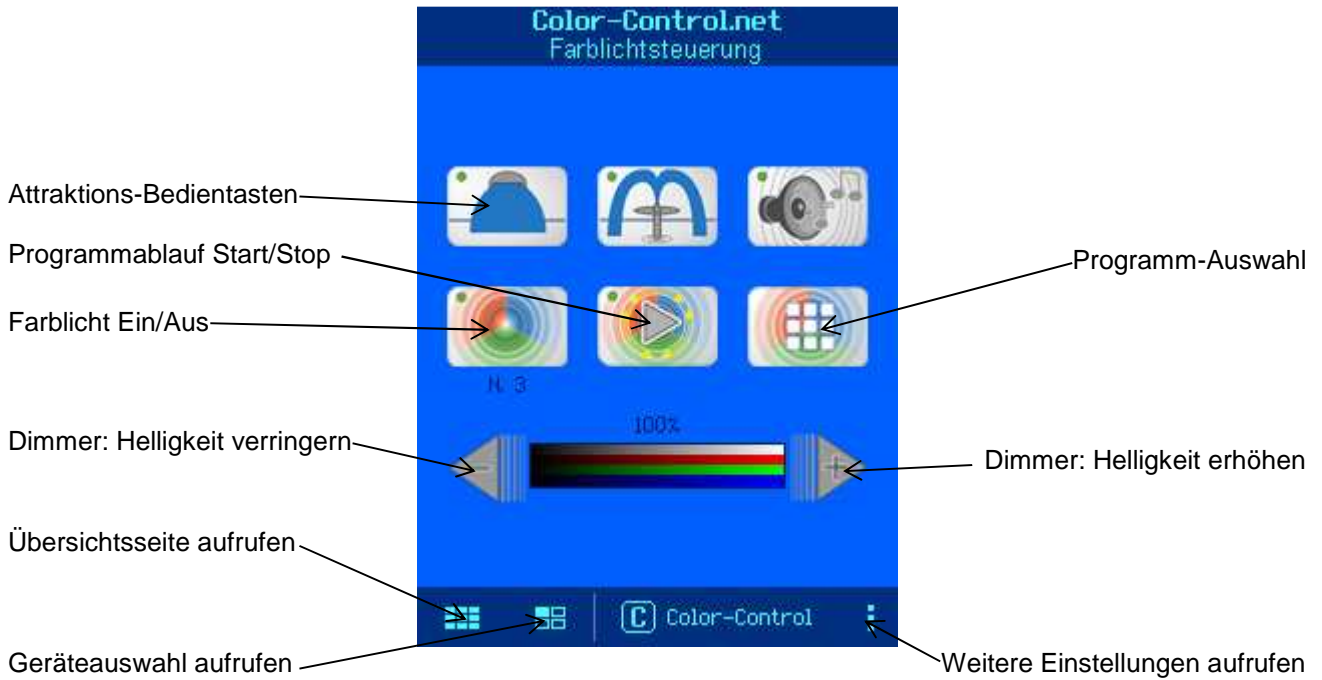 Color-Control.net
Farblichtsteuerung
Attraktions-Bedientasten
Programmablauf Start/Stop
Programm-Auswahl
Farblicht Ein/Aus
N. 3
100%
Dimmer: Helligkeit verringern
Dimmer: Helligkeit erhöhen
Übersichtsseite aufrufen
C Color-Control
Geräteauswahl aufrufen
Weitere Einstellungen aufrufen